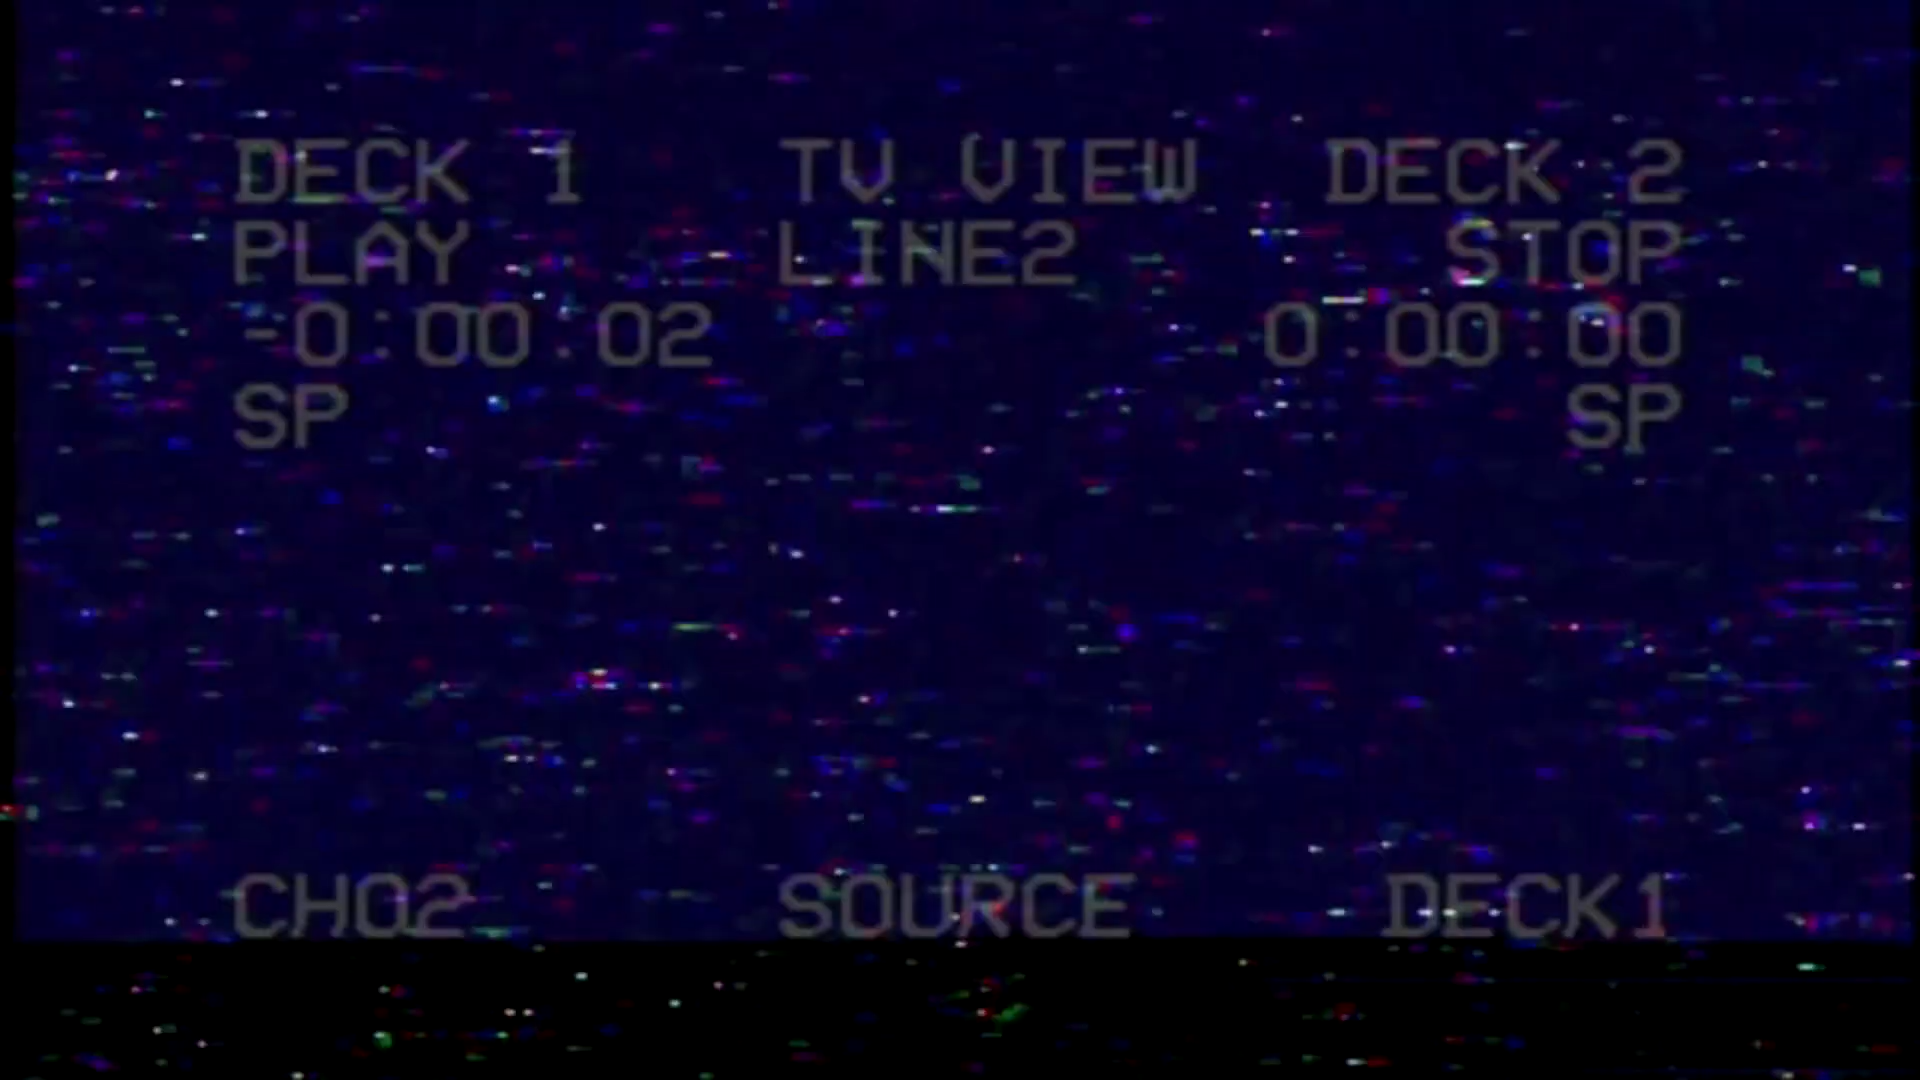 DECK 1 TV VIEW DECK 2
PLAY LINE2 STOP
-0:00:02 0:00:00
SP SP
CH02 SOURCE DECK1